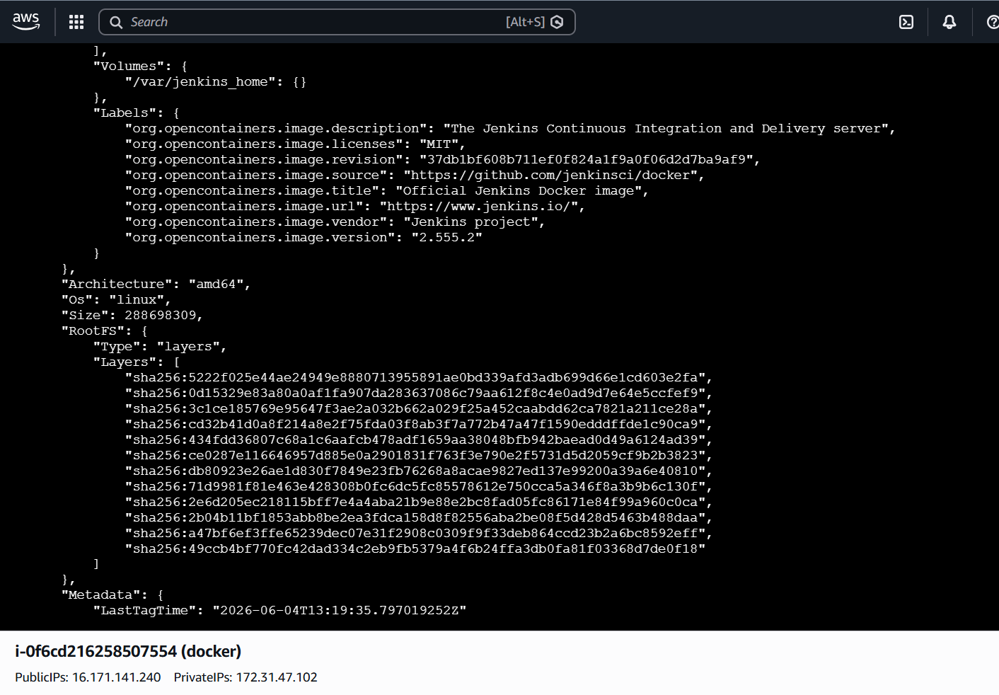 aws
Search [Alt+S]
],
"Volumes": {
"/var/jenkins_home": {}
},
"Labels": {
"org.opencontainers.image.description": "The Jenkins Continuous Integration and Delivery server",
"org.opencontainers.image.licenses": "MIT",
"org.opencontainers.image.revision": "37db1bf608b711ef0f824a1f9a0f06d2d7ba9af9",
"org.opencontainers.image.source": "https://github.com/jenkinsci/docker",
"org.opencontainers.image.title": "Official Jenkins Docker image",
"org.opencontainers.image.url": "https://www.jenkins.io/",
"org.opencontainers.image.vendor": "Jenkins project",
"org.opencontainers.image.version": "2.555.2"
}
},
"Architecture": "amd64",
"Os": "linux",
"Size": 288698309,
"RootFS": {
"Type": "layers",
"Layers": [
"sha256:5222f025e44ae24949e8880713955891ae0bd339afd3adb699d66e1cd603e2fa",
"sha256:0d15329e83a80a0af1fa907da283637086c79aa612f8c4e0ad9d7e64e5ccfef9",
"sha256:3c1ce185769e95647f3ae2a032b662a029f25a452caabdd62ca7821a211ce28a",
"sha256:cd32b41d0a8f214a8e2f75fda03f8ab3f7a772b47a47f1590edddffde1c90ca9",
"sha256:434fdd36807c68a1c6aafcb478adf1659aa38048bfb942baead0d49a6124ad39",
"sha256:ce0287e116646957d885e0a2901831f763f3e790e2f5731d5d2059cf9b2b3823",
"sha256:db80923e26ae1d830f7849e23fb76268a8acae9827ed137e99200a39a6e40810",
"sha256:71d9981f81e463e428308b0fc6dc5fc85578612e750cca5a346f8a3b9b6c130f",
"sha256:2e6d205ec218115bff7e4a4aba21b9e88e2bc8fad05fc86171e84f99a960c0ca",
"sha256:2b04b11bf1853abb8be2ea3fdca158d8f82556aba2be08f5d428d5463b488daa",
"sha256:a47bf6ef3ffe65239dec07e31f2908c0309f9f33deb864ccd23b2a6bc8592eff",
"sha256:49ccb4bf770fc42dad334c2eb9fb5379a4f6b24ffa3db0fa81f03368d7de0f18"
]
},
"Metadata": {
"LastTagTime": "2026-06-04T13:19:35.797019252Z"
i-0f6cd216258507554 (docker)
PublicIPs: 16.171.141.240 PrivateIPs: 172.31.47.102